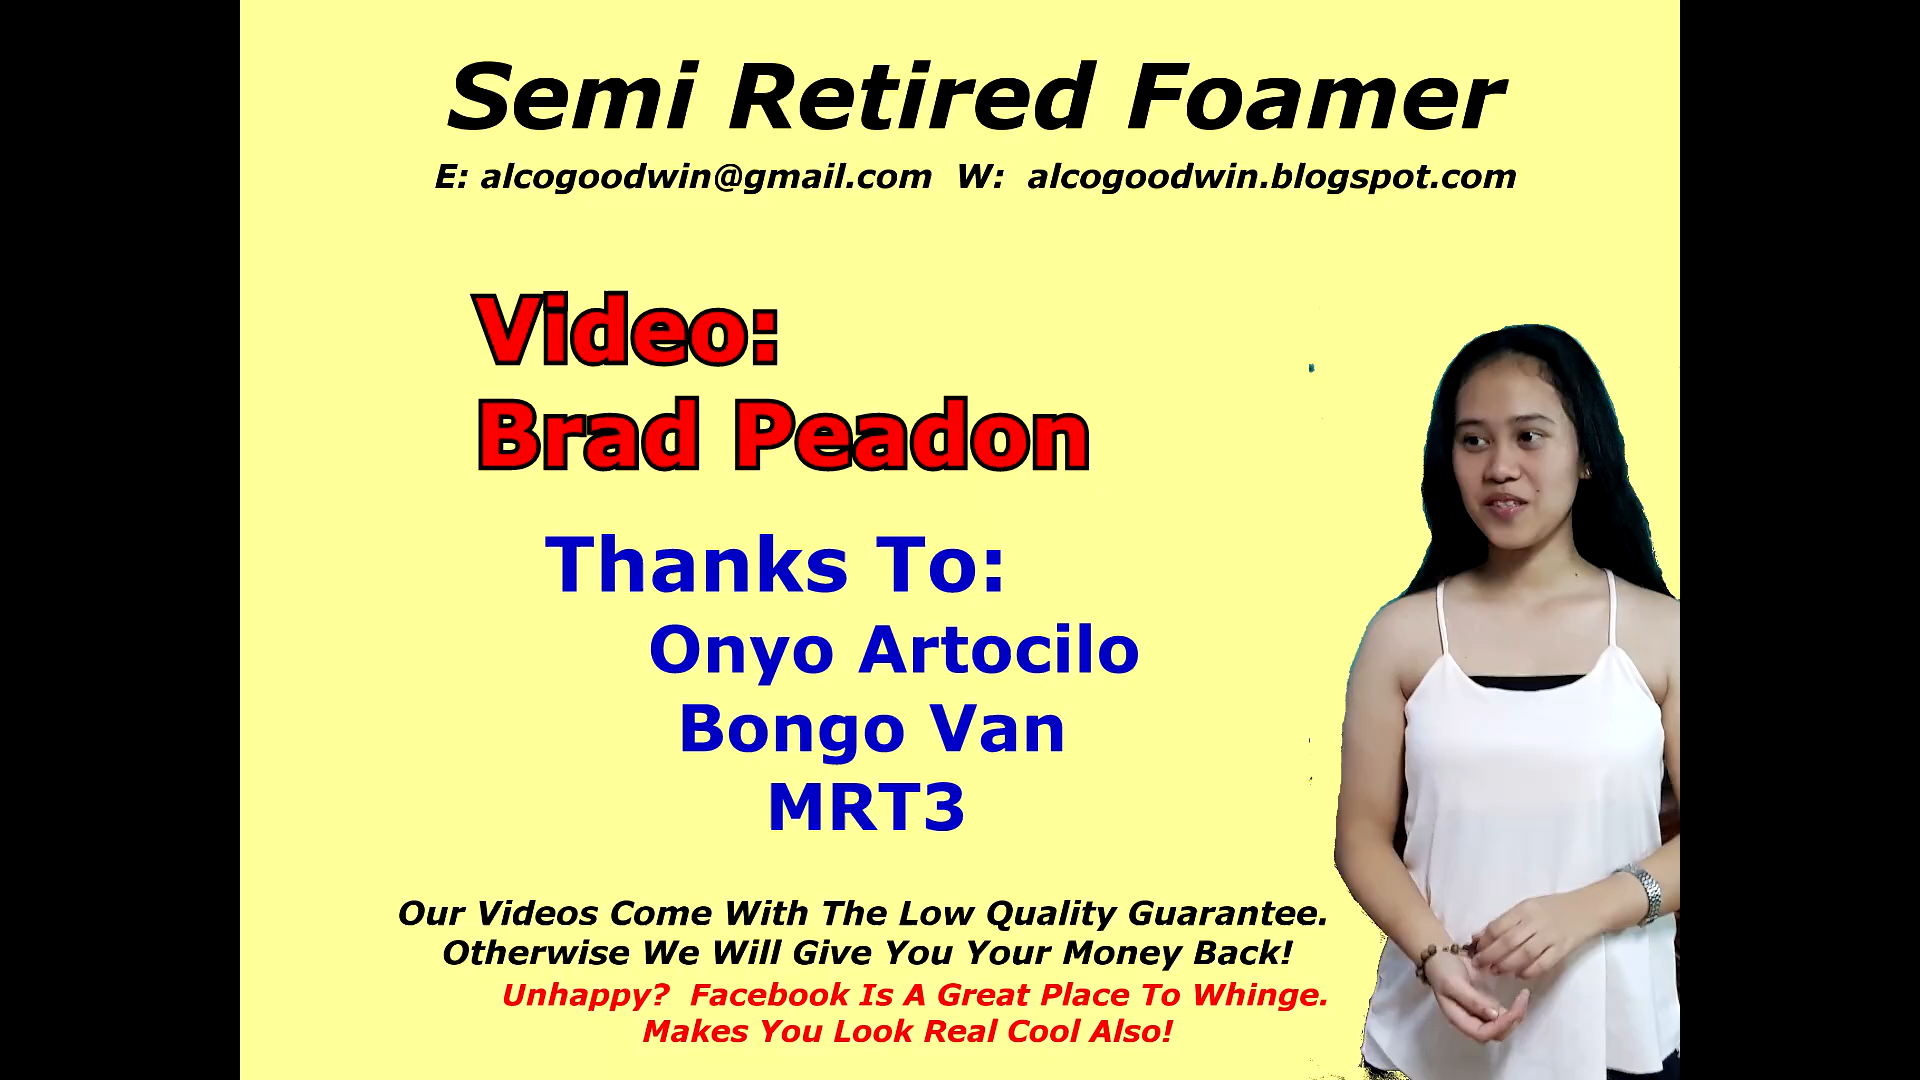 Semi Retired Foamer
E: alcogoodwin@gmail.com  W:  alcogoodwin.blogspot.com
Video:
Brad Peadon
Thanks To:
Onyo Artocilo
Bongo Van
MRT3
Our Videos Come With The Low Quality Guarantee.
Otherwise We Will Give You Your Money Back!
Unhappy?  Facebook Is A Great Place To Whinge.
Makes You Look Real Cool Also!